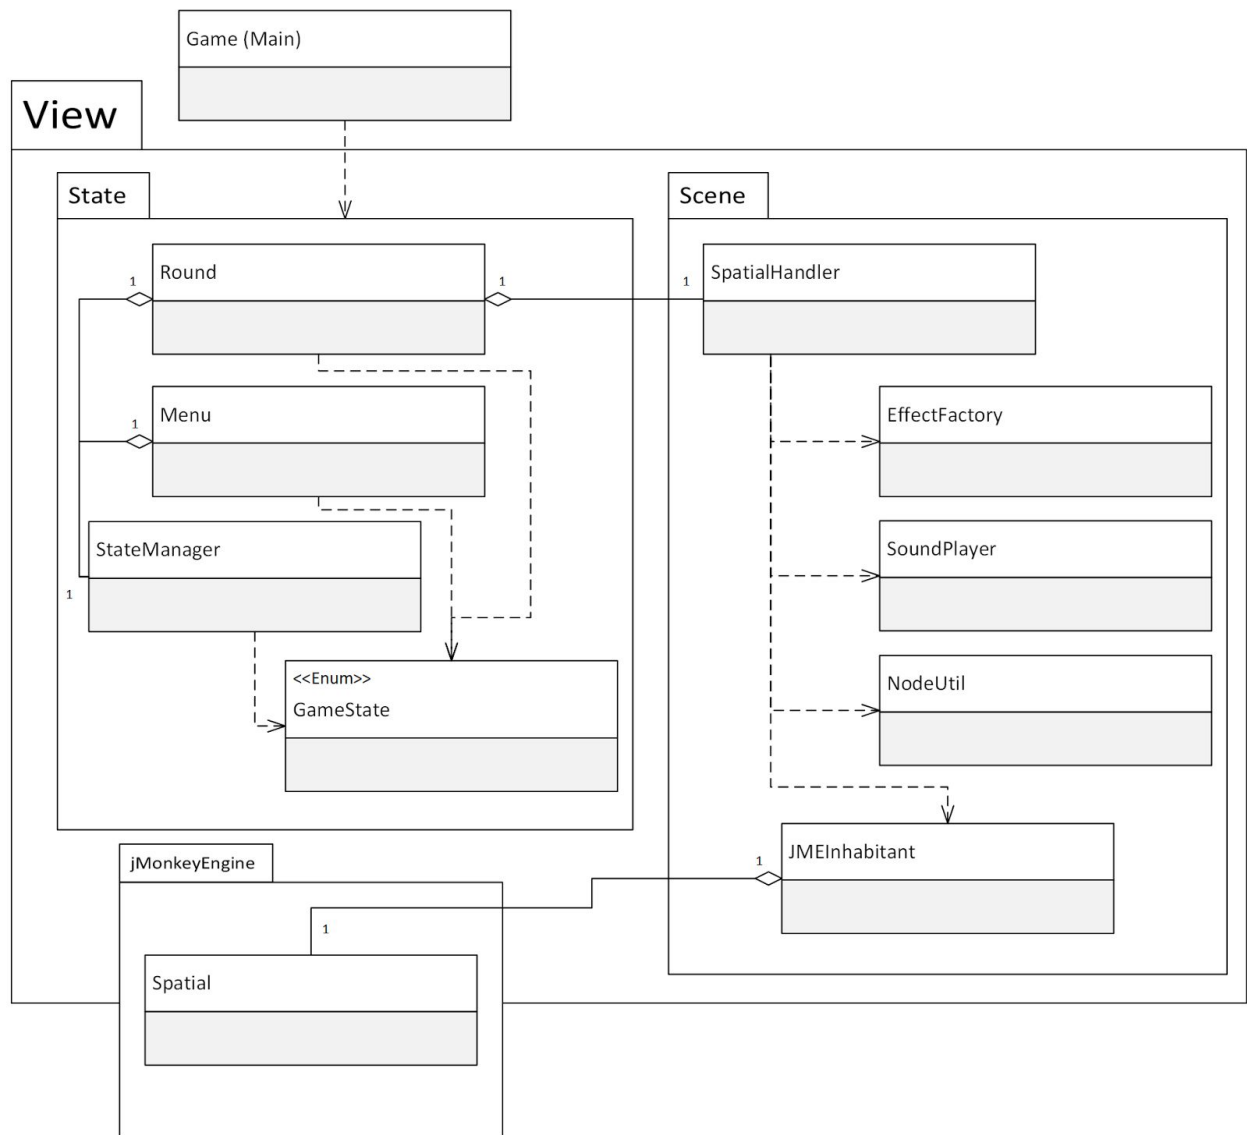 Game (Main)
View
State
Scene
1
Round
1
1
SpatialHandler
1
Menu
EffectFactory
StateManager
1
SoundPlayer
<<Enum>>
GameState
NodeUtil
jMonkeyEngine
1
JMEInhabitant
1
Spatial